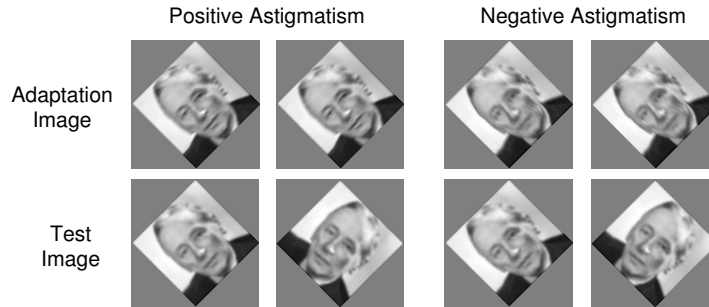 Positive Astigmatism
Negative Astigmatism
Adaptation
Image
Test
Image